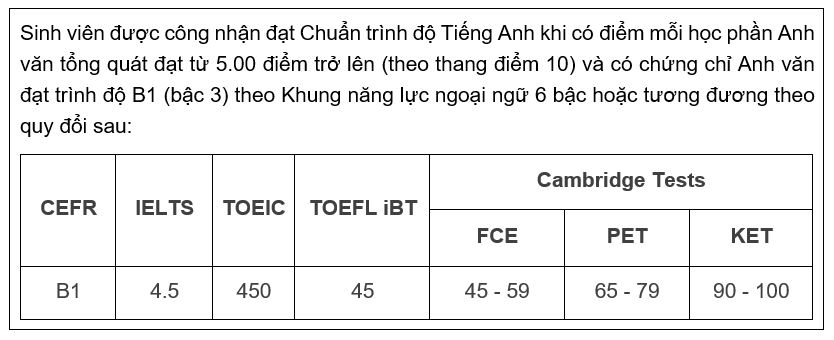 Sinh viên được công nhận đạt Chuẩn trình độ Tiếng Anh khi có điểm mỗi học phần Anh
văn tổng quát đạt từ 5.00 điểm trở lên (theo thang điểm 10) và có chứng chỉ Anh văn
đạt trình độ B1 (bậc 3) theo Khung năng lực ngoại ngữ 6 bậc hoặc tương đương theo
quy đổi sau:
CEFR IELTS TOEIC TOEFL iBT Cambridge Tests
FCE PET KET
B1 4.5 450 45 45 - 59 65 - 79 90 - 100